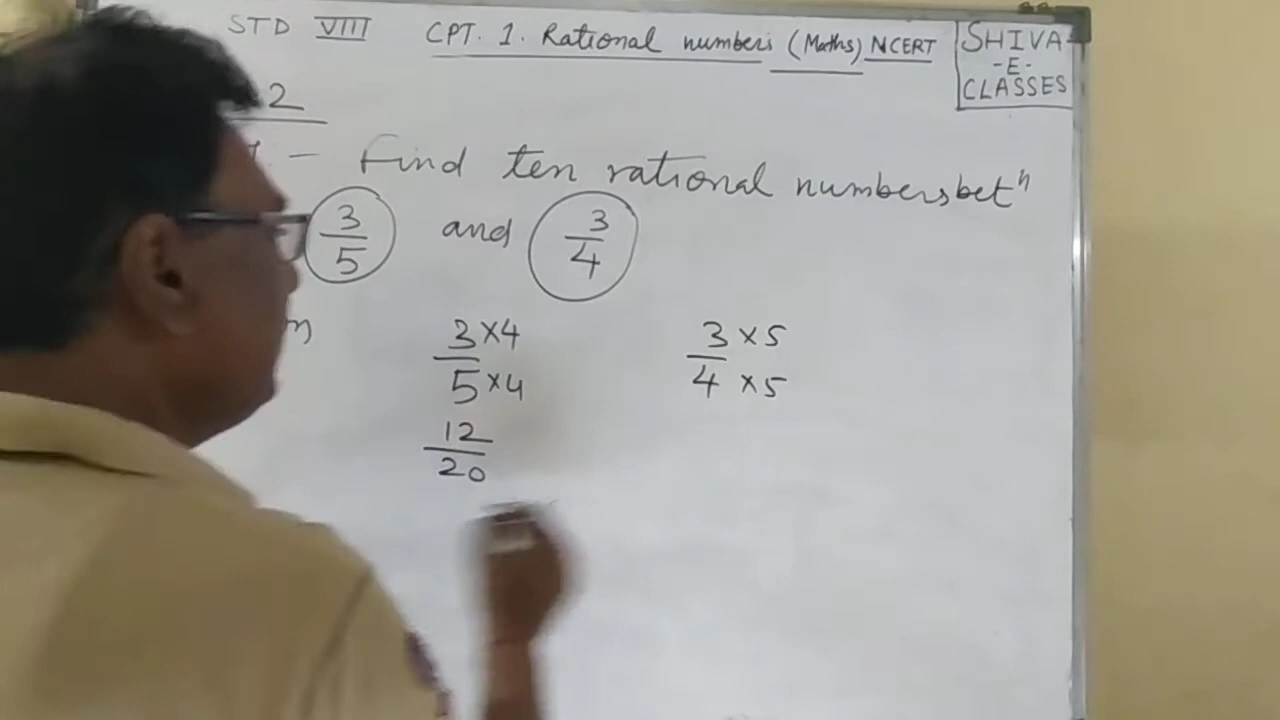 STD VIII CPT. 1. Rational numbers (Maths) NCERT
SHIVA
-E-
CLASSES
2
- Find ten rational numbers betⁿ
3/5 and 3/4
n
3×4/5×4 3×5/4×5
12/20